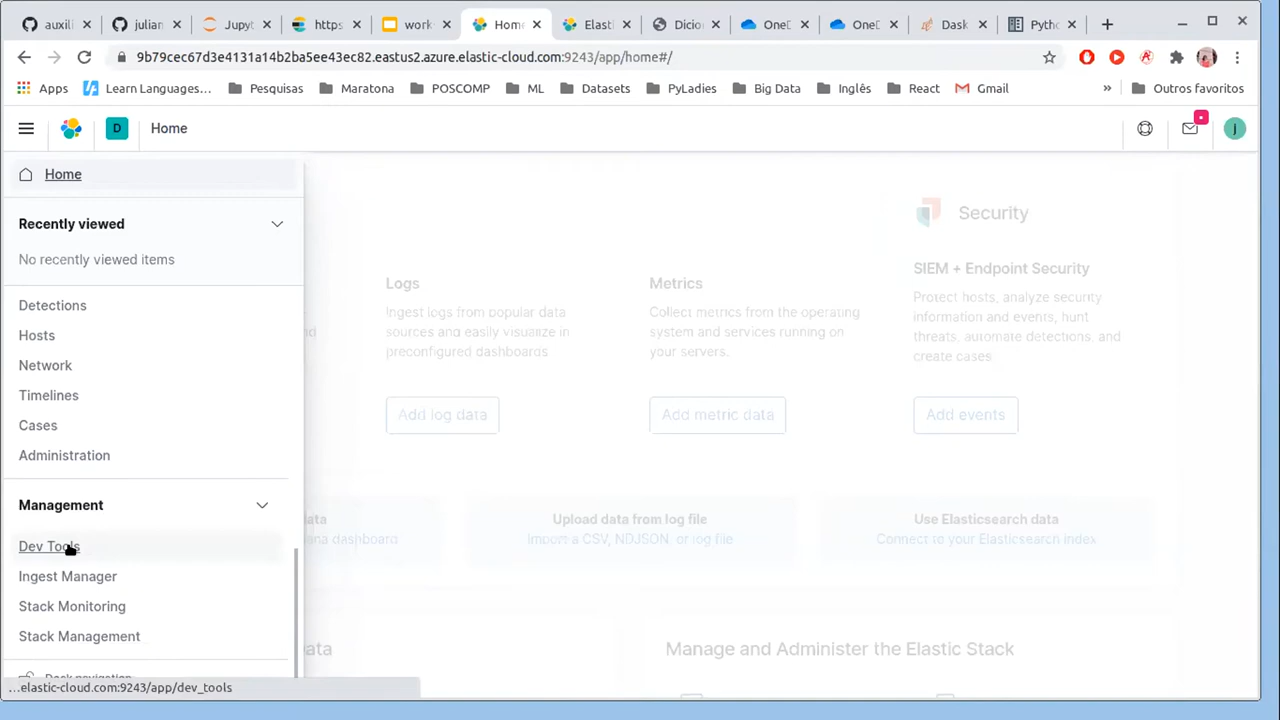 auxili
julian
Jupyt
https
work
Home
Elasti
Dicio
OneD
OneD
Dask
Pytho
9b79cec67d3e4131a14b2ba5ee43ec82.eastus2.azure.elastic-cloud.com:9243/app/home#/
Apps
Learn Languages...
Pesquisas
Maratona
POSCOMP
ML
Datasets
PyLadies
Big Data
Inglês
React
Gmail
»
Outros favoritos
D
Home
j
Home
Recently viewed
No recently viewed items
Detections
Hosts
Network
Timelines
Cases
Administration
Management
Dev Tools
Ingest Manager
Stack Monitoring
Stack Management
Dock navigation
...elastic-cloud.com:9243/app/dev_tools
Security
Logs
Ingest logs from popular data
sources and easily visualize in
preconfigured dashboards
Add log data
Metrics
Collect metrics from the operating
system and services running on
your servers.
Add metric data
SIEM + Endpoint Security
Protect hosts, analyze security
information and events, hunt
threats, automate detections, and
create cases
Add events
Upload data from log file
Import a CSV, NDJSON, or log file
Use Elasticsearch data
Connect to your Elasticsearch index
Manage and Administer the Elastic Stack